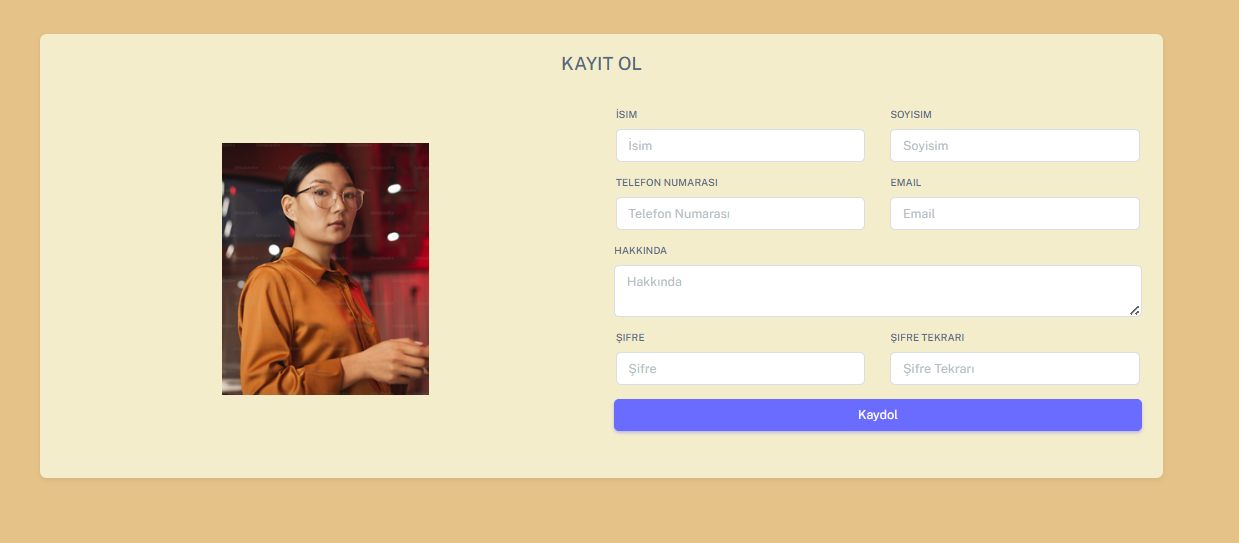 KAYIT OL
İSIM
SOYISIM
İsim
Soyisim
TELEFON NUMARASI
EMAIL
Telefon Numarası
Email
HAKKINDA
Hakkında
ŞIFRE
ŞIFRE TEKRARI
Şifre
Şifre Tekrarı
Kaydol